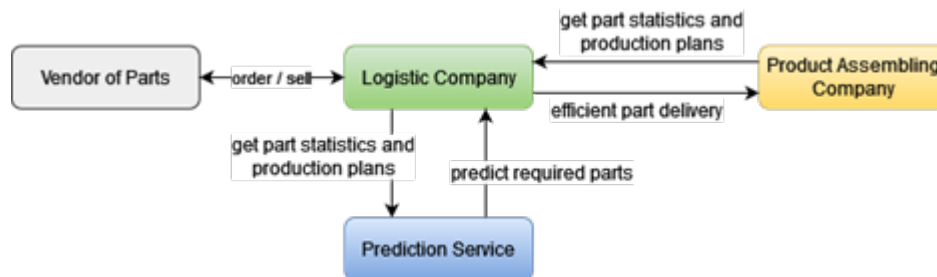 get part statistics and
production plans
Vendor of Parts
order / sell
Logistic Company
Product Assembling
Company
efficient part delivery
get part statistics and
production plans
predict required parts
Prediction Service